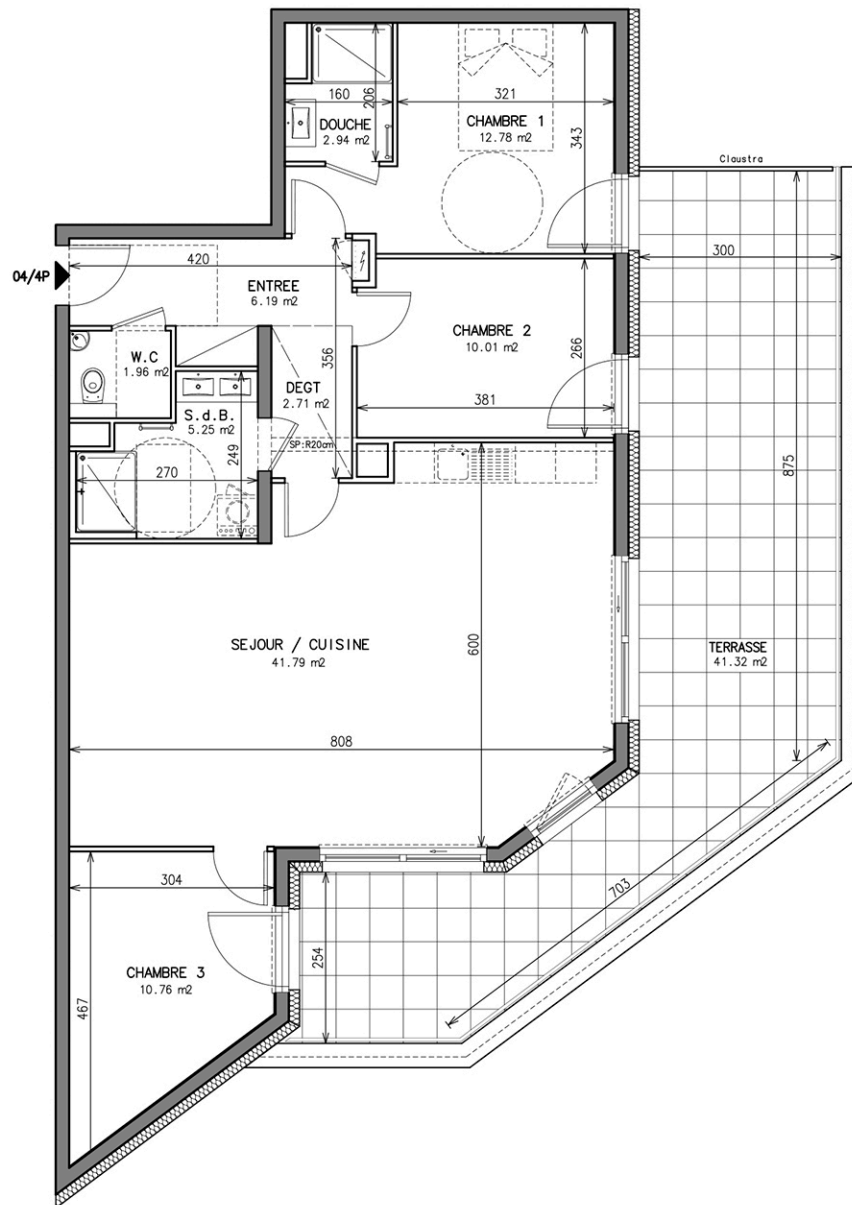 Claustra
160
206
DOUCHE
2.94 m2
321
CHAMBRE 1
12.78 m2
343
300
04/4P
420
ENTREE
6.19 m2
356
CHAMBRE 2
10.01 m2
266
381
W.C
1.96 m2
DEGT
2.71 m2
S.d.B.
5.25 m2
249
270
SP:R20cm
875
SEJOUR / CUISINE
41.79 m2
600
TERRASSE
41.32 m2
808
703
304
254
CHAMBRE 3
10.76 m2
467